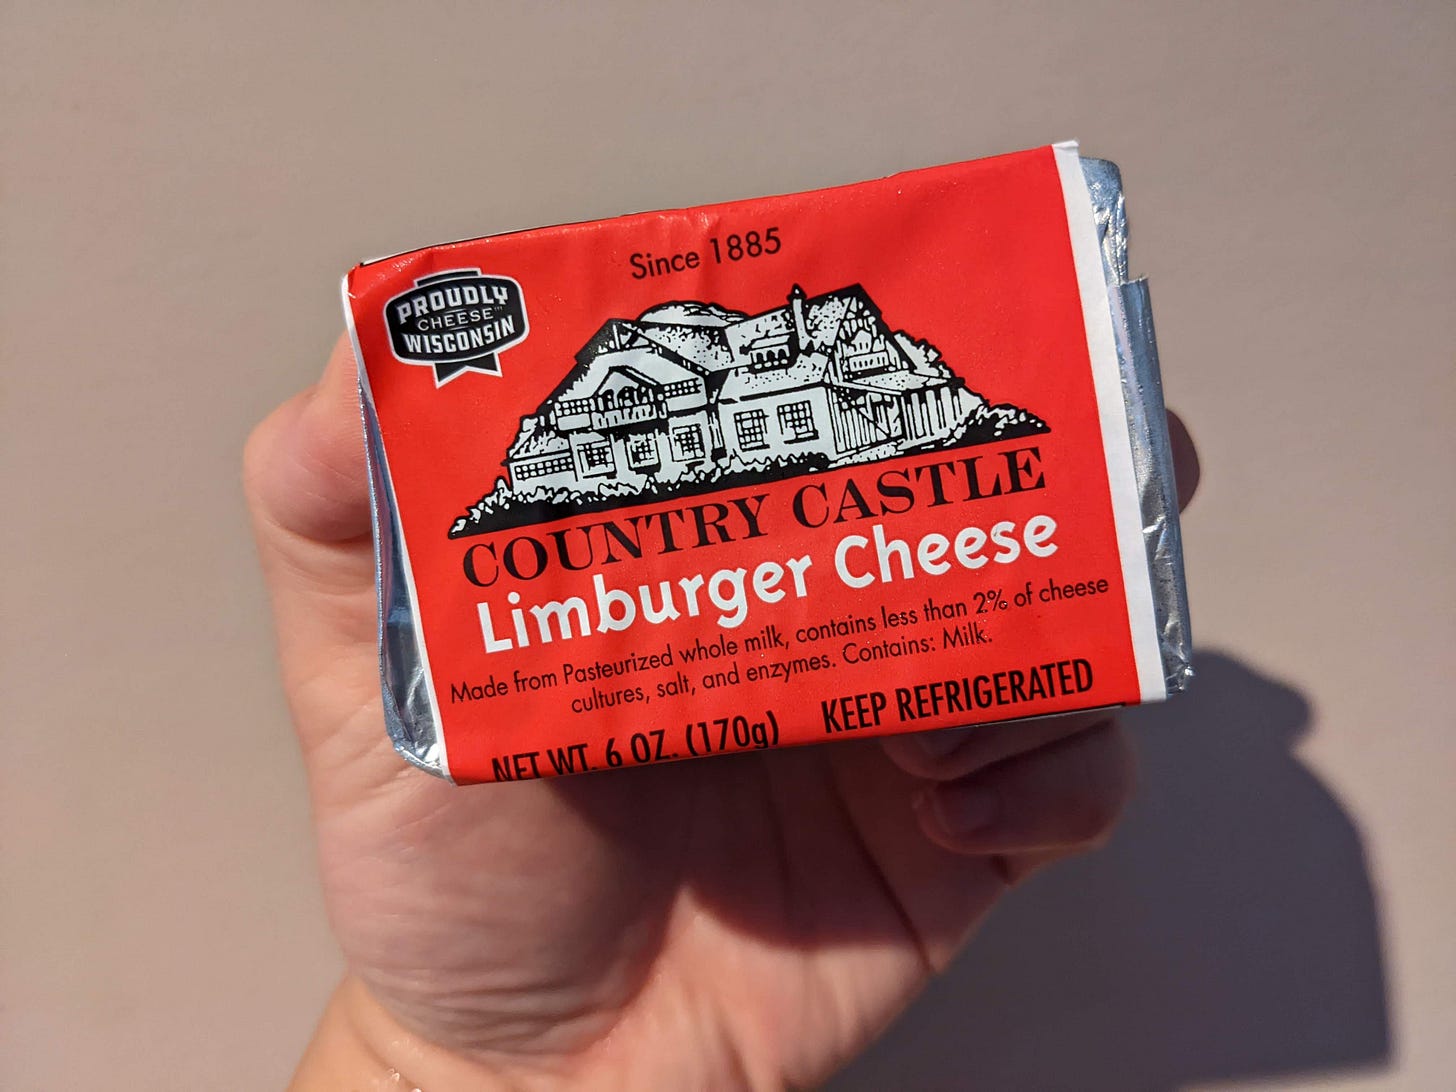 Since 1885
PROUDLY
CHEESE™
WISCONSIN
COUNTRY CASTLE
Limburger Cheese
Made from Pasteurized whole milk, contains less than 2% of cheese
cultures, salt, and enzymes. Contains: Milk.
NET WT. 6 OZ. (170g) KEEP REFRIGERATED